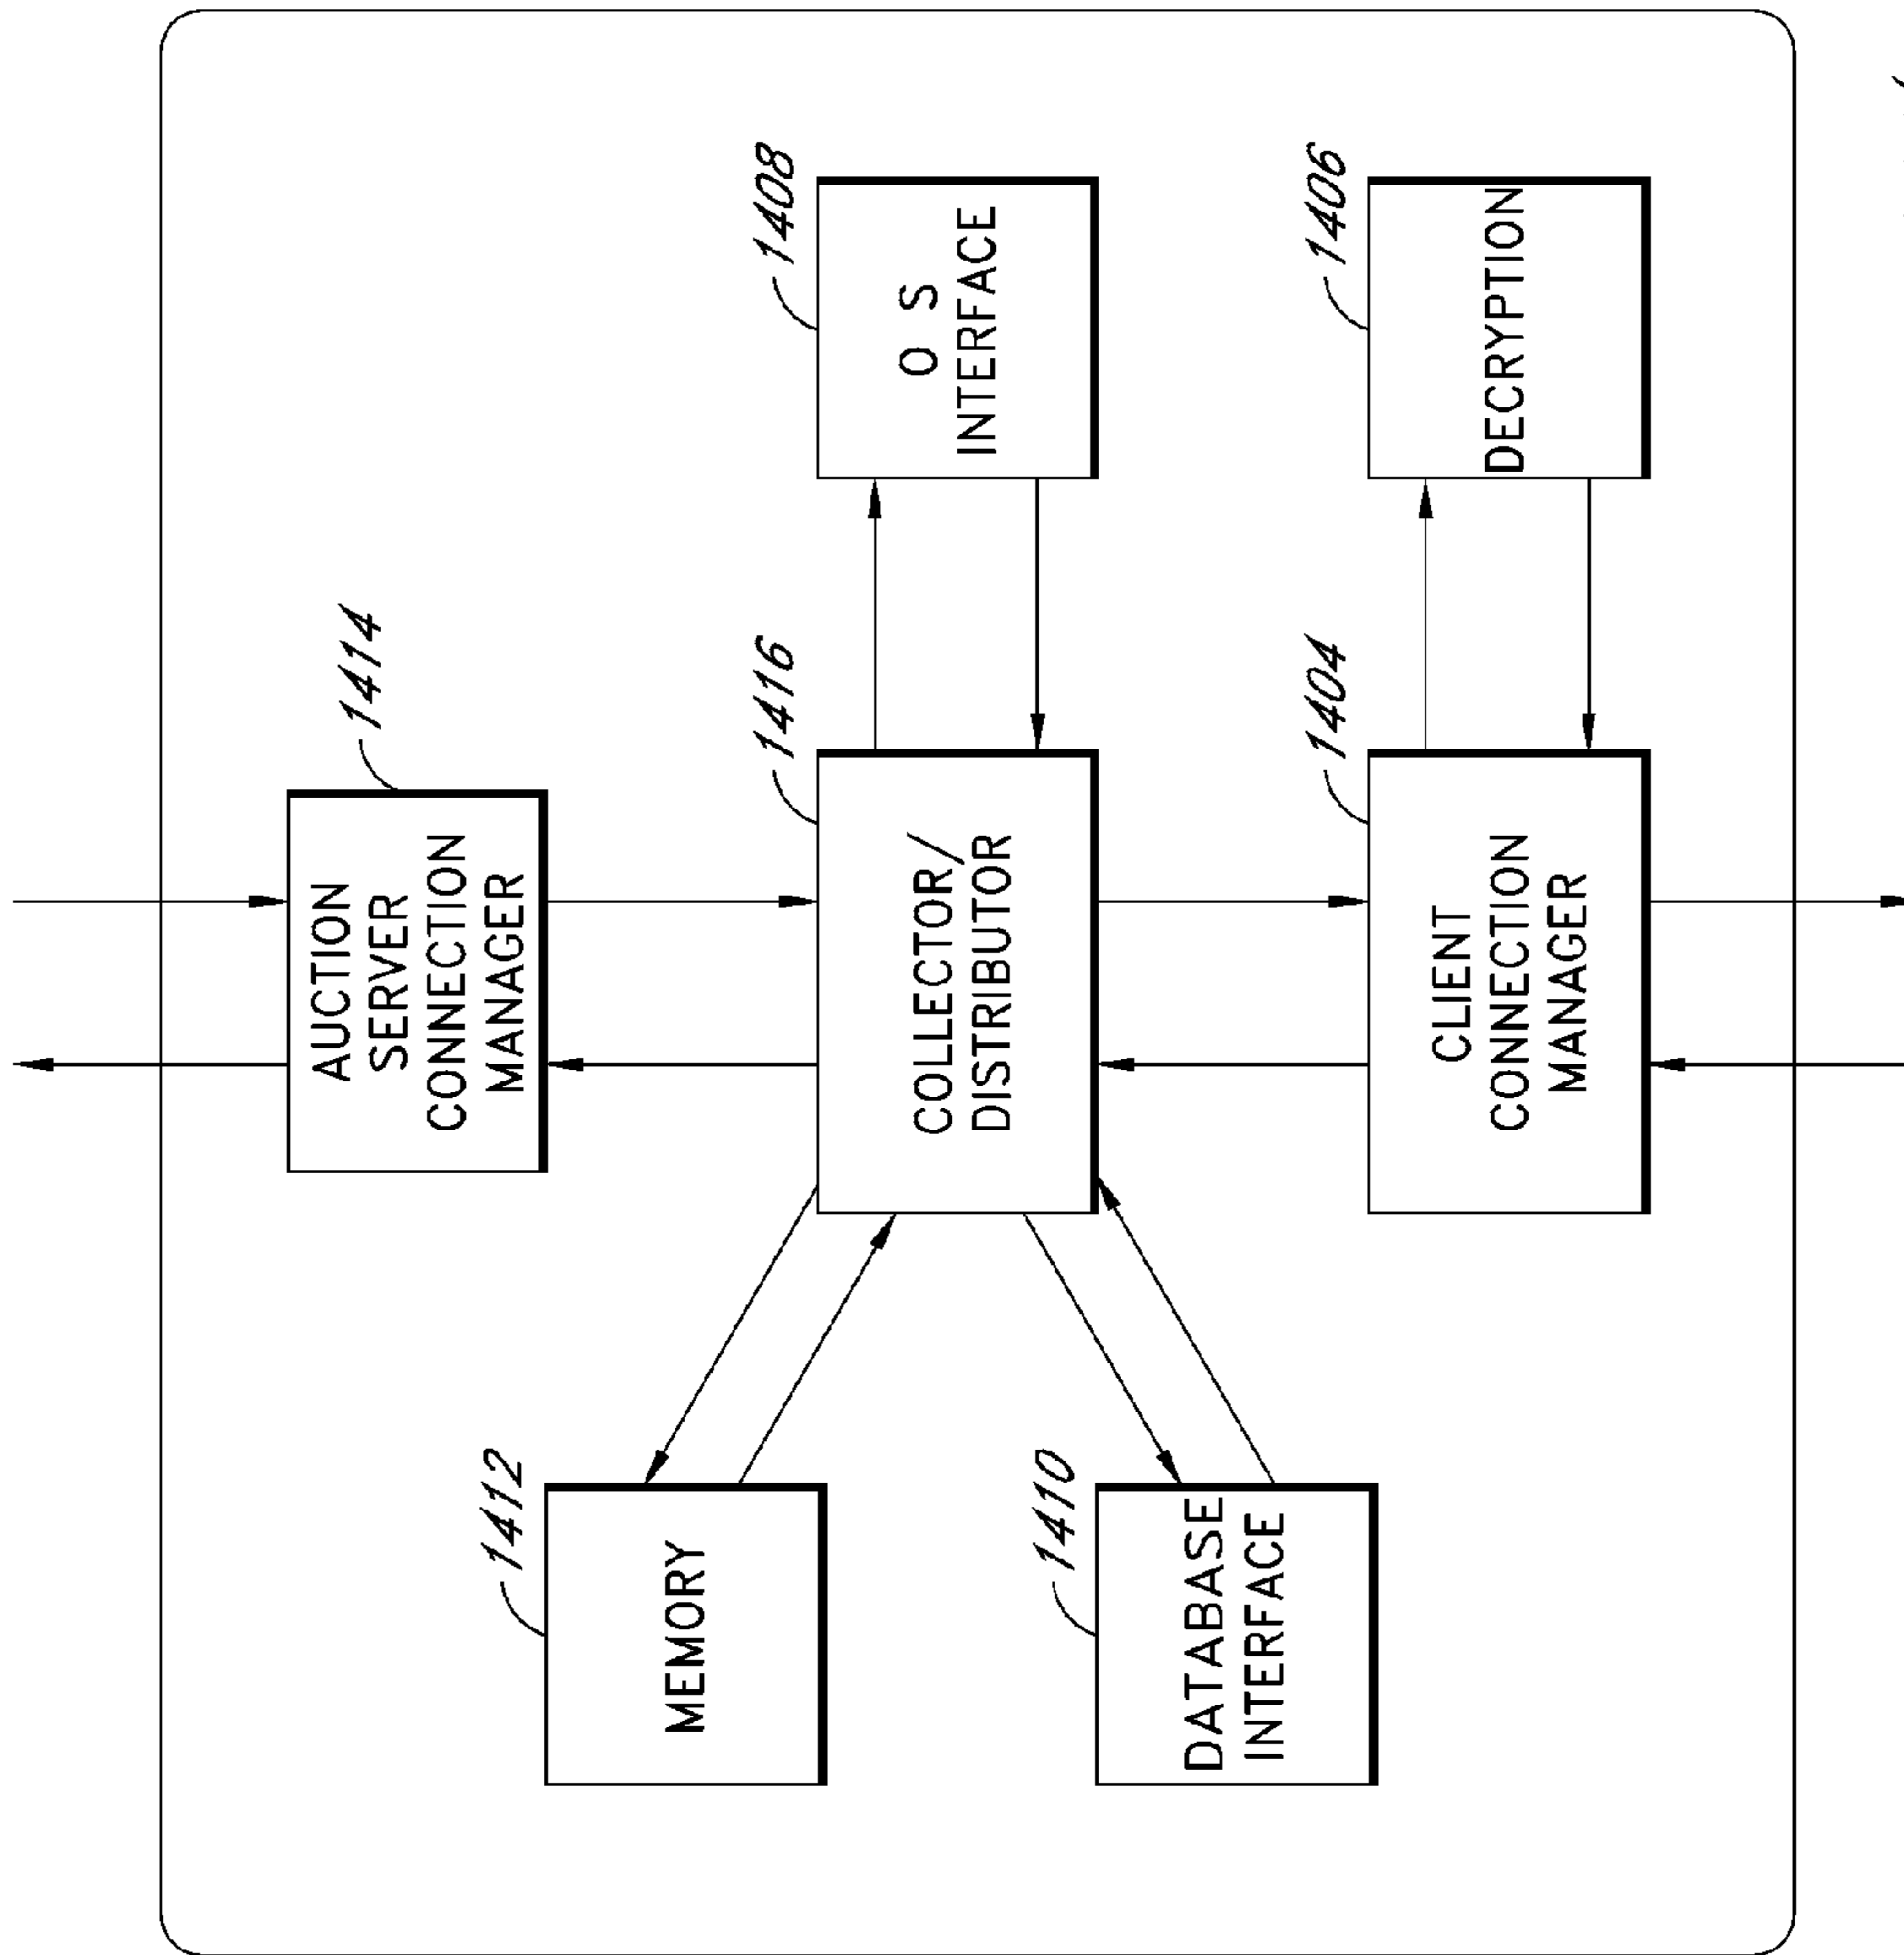 1412
MEMORY
1410
DATABASE
INTERFACE
1414
AUCTION
SERVER
CONNECTION
MANAGER
1416
COLLECTOR/
DISTRIBUTOR
1404
CLIENT
CONNECTION
MANAGER
1408
O S
INTERFACE
1406
DECRYPTION